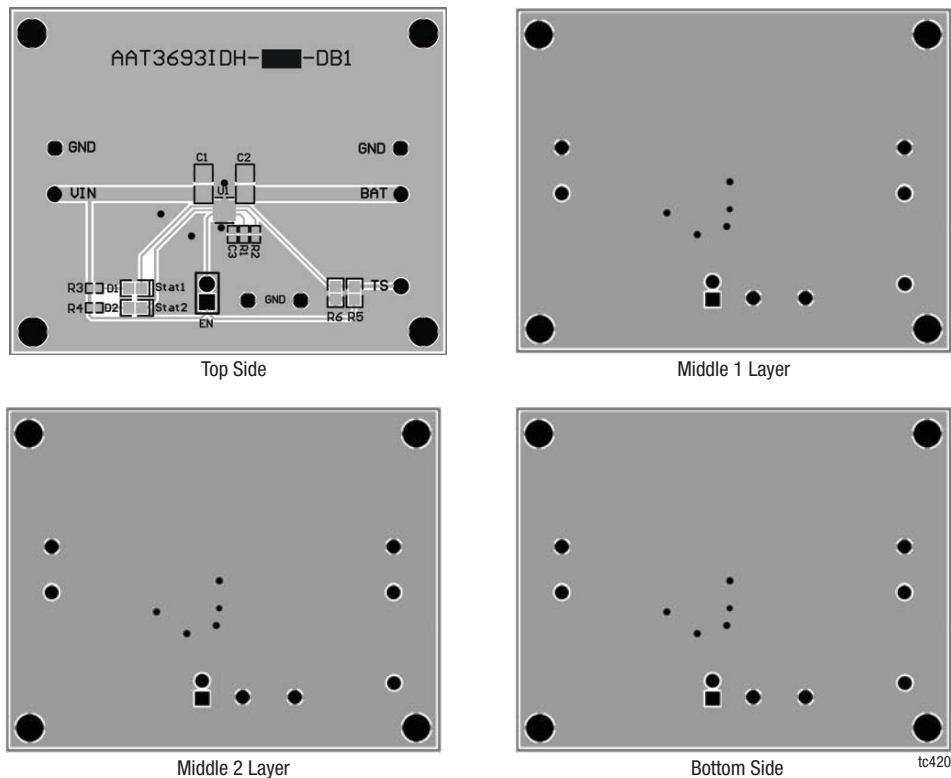 AAT3693IDH-
-DB1
GND
GND
C1
C2
VIN
U1
BAT
C3
R1
R2
R3
D1
Stat1
GND
TS
R4
D2
Stat2
EN
R6
R5
Top Side
Middle 1 Layer
Middle 2 Layer
Bottom Side
tc420